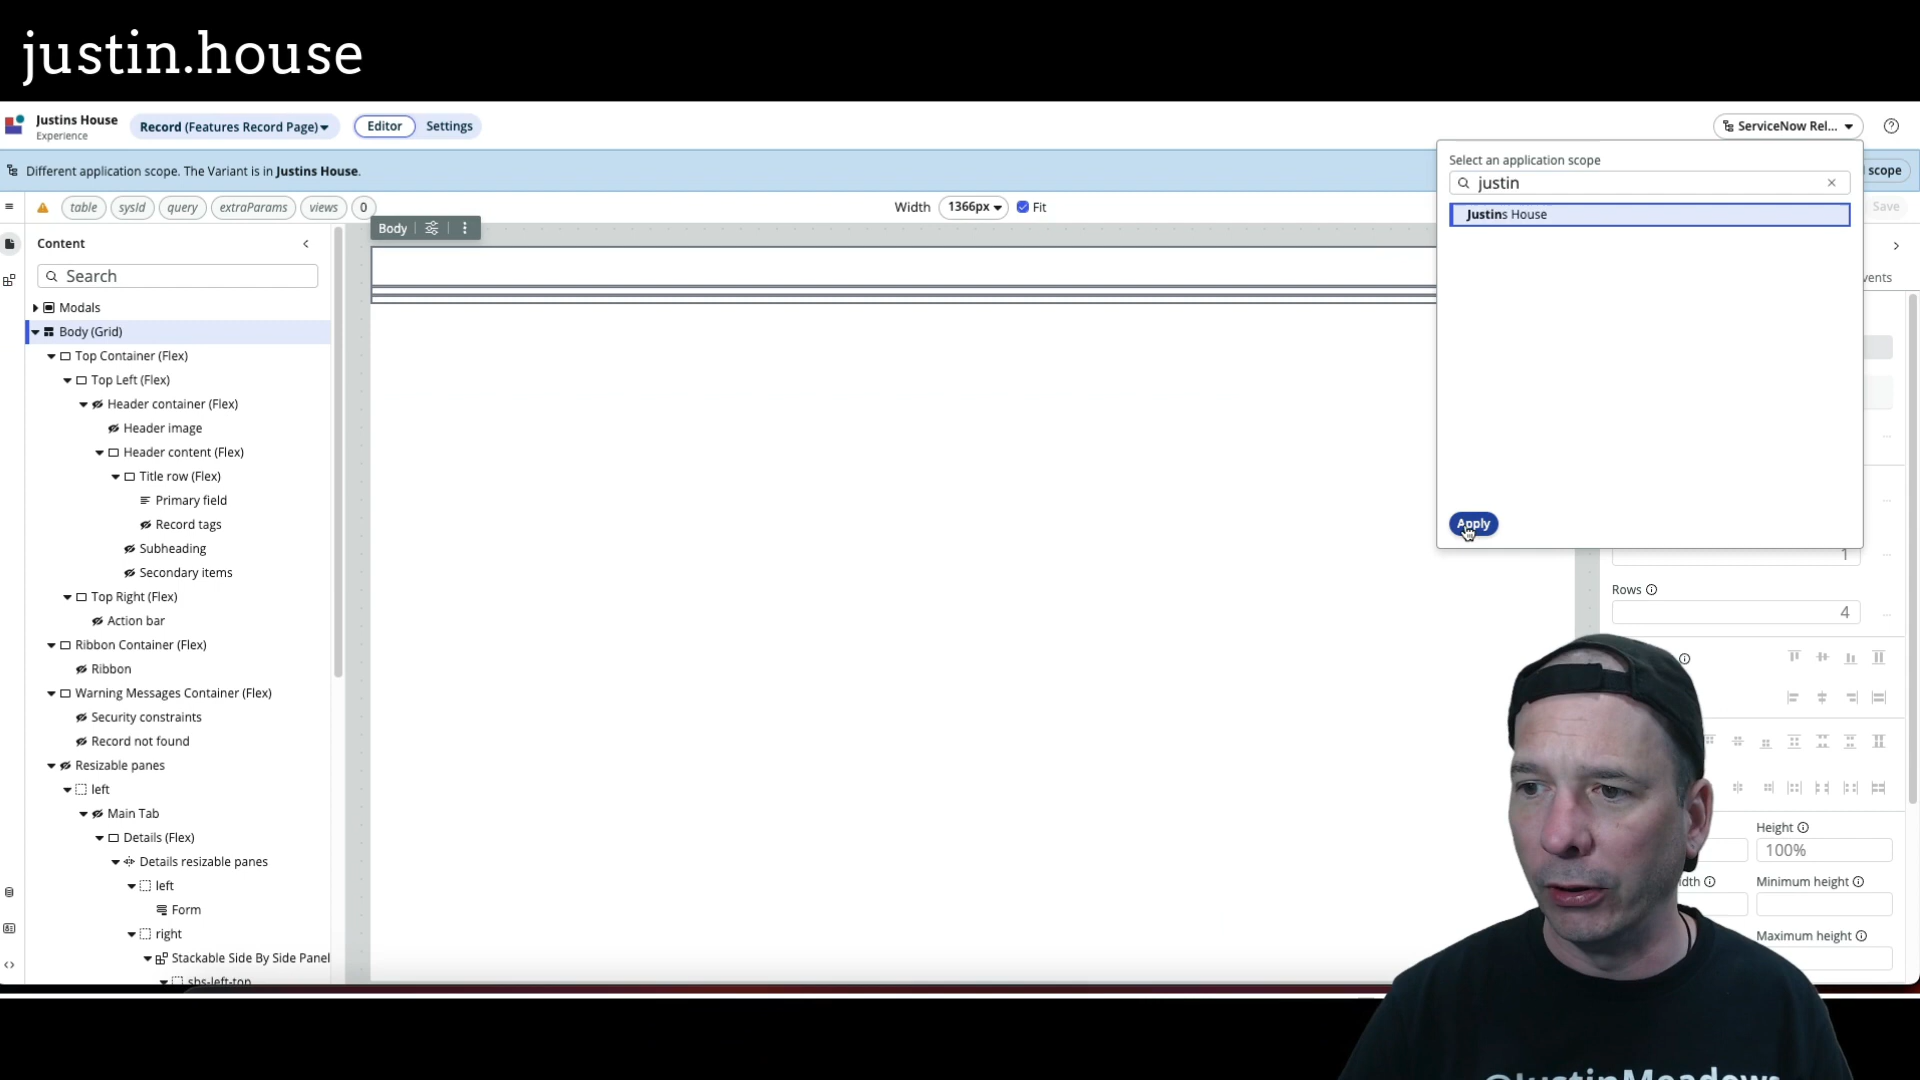 justin.house
Justins House
Experience
Record (Features Record Page)
Editor
Settings
ServiceNow Rel...
Different application scope. The Variant is in Justins House.
scope
Select an application scope
justin
Justins House
Apply
table
sysId
query
extraParams
views
0
Width
1366px
Fit
Save
Body
Content
Search
Modals
Body (Grid)
Top Container (Flex)
Top Left (Flex)
Header container (Flex)
Header image
Header content (Flex)
Title row (Flex)
Primary field
Record tags
Subheading
Secondary items
Top Right (Flex)
Action bar
Ribbon Container (Flex)
Ribbon
Warning Messages Container (Flex)
Security constraints
Record not found
Resizable panes
left
Main Tab
Details (Flex)
Details resizable panes
left
Form
right
Stackable Side By Side Panel
sbs-left-top
1
Rows
4
Height
100%
Minimum height
Maximum height
@JustinMeadows